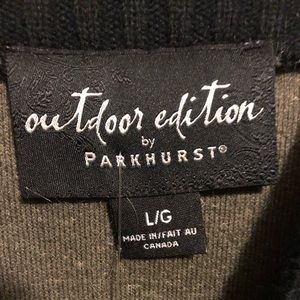 outdoor edition
by
PARKHURST®
L/G
MADE IN/FAIT AU
CANADA